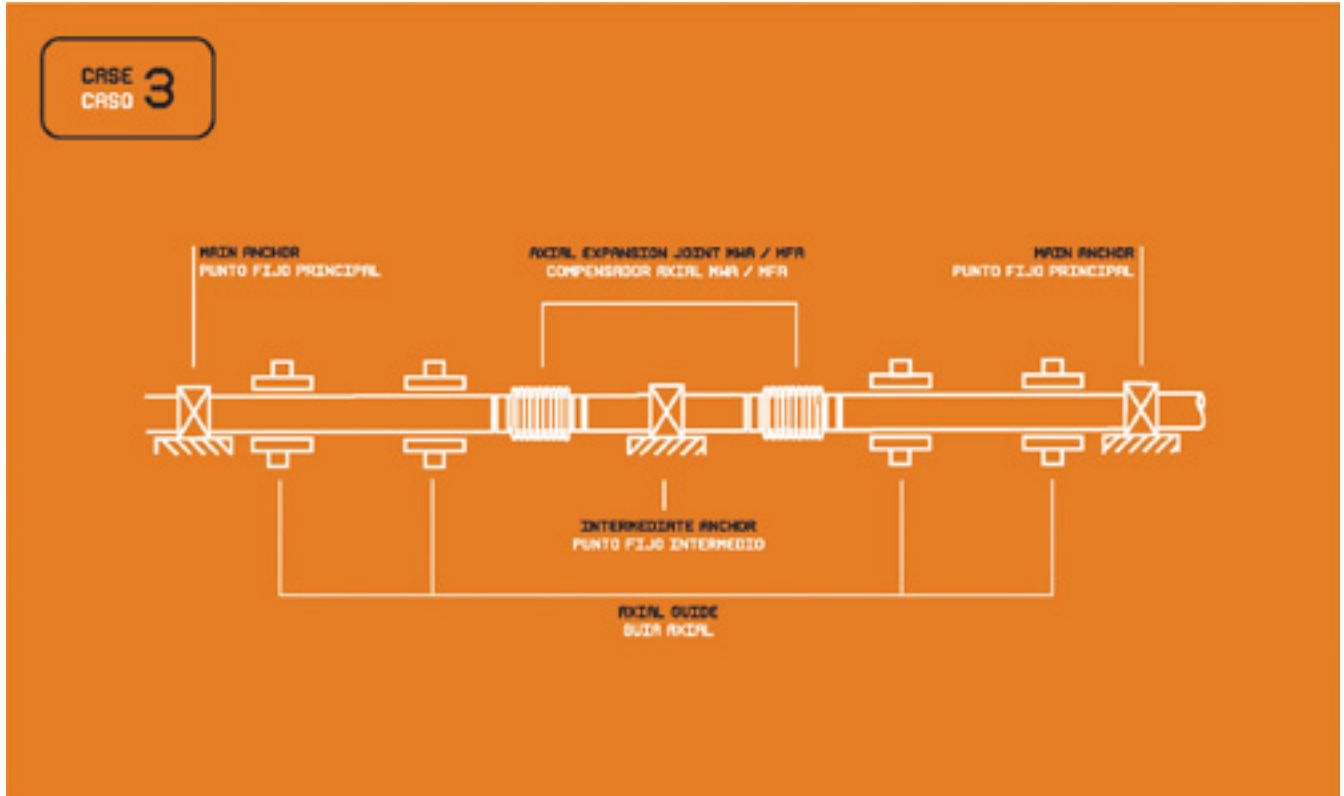 CASE 3
CASO
MAIN ANCHOR
PUNTO FIJO PRINCIPAL
AXIAL EXPANSION JOINT MWA / MFA
COMPENSADOR AXIAL MWA / MFA
MAIN ANCHOR
PUNTO FIJO PRINCIPAL
INTERMEDIATE ANCHOR
PUNTO FIJO INTERMEDIO
AXIAL GUIDE
GUIA AXIAL